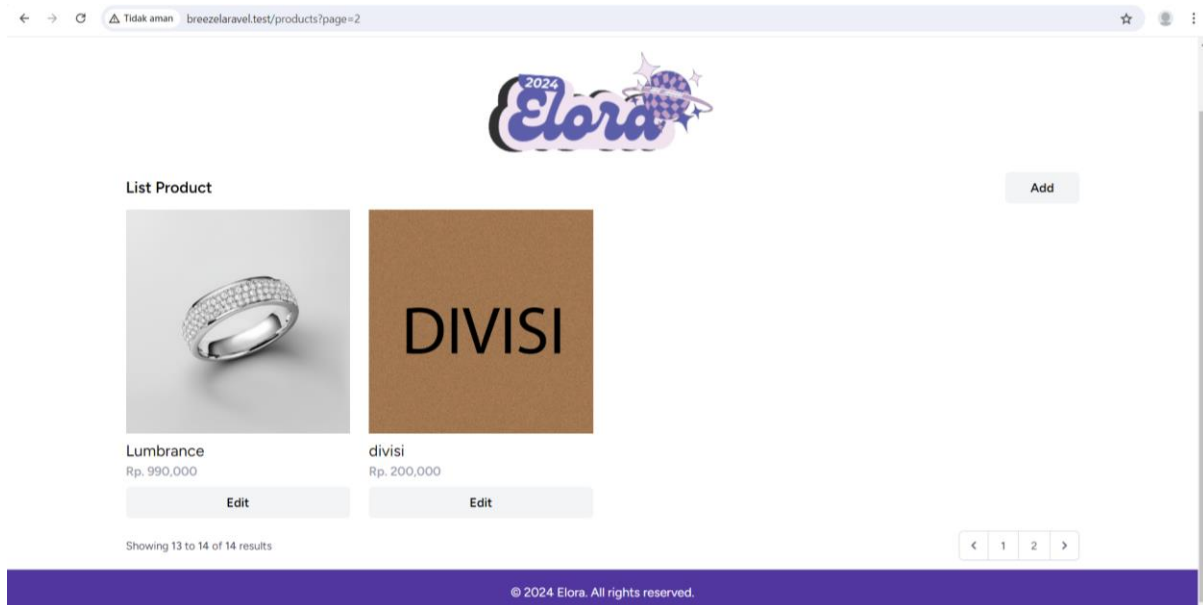 Tidak aman breezelaravel.test/products?page=2
2024
Elora
List Product
Add
DIVISI
Lumbrance
divisi
Rp. 990,000
Rp. 200,000
Edit
Edit
Showing 13 to 14 of 14 results
1 2
© 2024 Elora. All rights reserved.